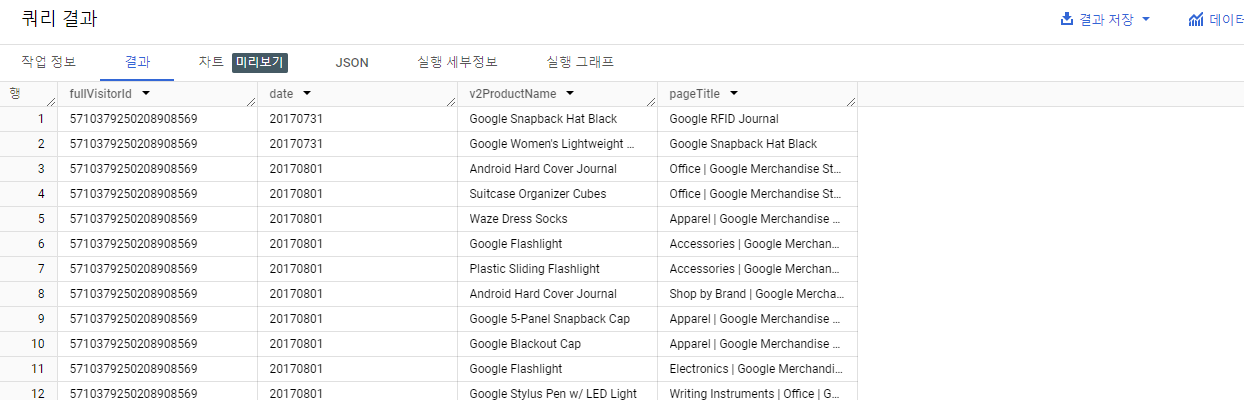 쿼리 결과
결과 저장 데이터
작업 정보 결과 차트 미리보기 JSON 실행 세부정보 실행 그래프
행 fullVisitorId date v2ProductName pageTitle
1 5710379250208908569 20170731 Google Snapback Hat Black Google RFID Journal
2 5710379250208908569 20170731 Google Women's Lightweight ... Google Snapback Hat Black
3 5710379250208908569 20170801 Android Hard Cover Journal Office | Google Merchandise St...
4 5710379250208908569 20170801 Suitcase Organizer Cubes Office | Google Merchandise St...
5 5710379250208908569 20170801 Waze Dress Socks Apparel | Google Merchandise ...
6 5710379250208908569 20170801 Google Flashlight Accessories | Google Merchan...
7 5710379250208908569 20170801 Plastic Sliding Flashlight Accessories | Google Merchan...
8 5710379250208908569 20170801 Android Hard Cover Journal Shop by Brand | Google Mercha...
9 5710379250208908569 20170801 Google 5-Panel Snapback Cap Apparel | Google Merchandise ...
10 5710379250208908569 20170801 Google Blackout Cap Apparel | Google Merchandise ...
11 5710379250208908569 20170801 Google Flashlight Electronics | Google Merchandi...
12 5710379250208908569 20170801 Google Stylus Pen w/ LED Light Writing Instruments | Office | G...